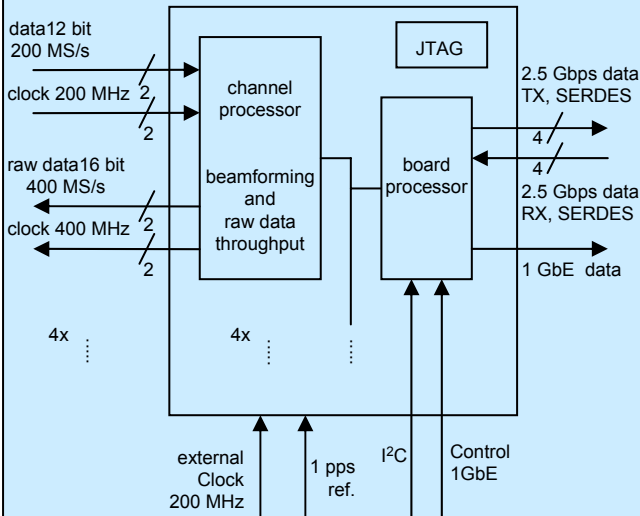 data12 bit
200 MS/s
2
clock 200 MHz
2
raw data16 bit
400 MS/s
2
clock 400 MHz
2
4x
channel
processor
beamforming
and
raw data
throughput
4x
JTAG
board
processor
2.5 Gbps data
TX, SERDES
4
4
2.5 Gbps data
RX, SERDES
1 GbE data
external
Clock
200 MHz
1 pps
ref.
I²C
Control
1GbE